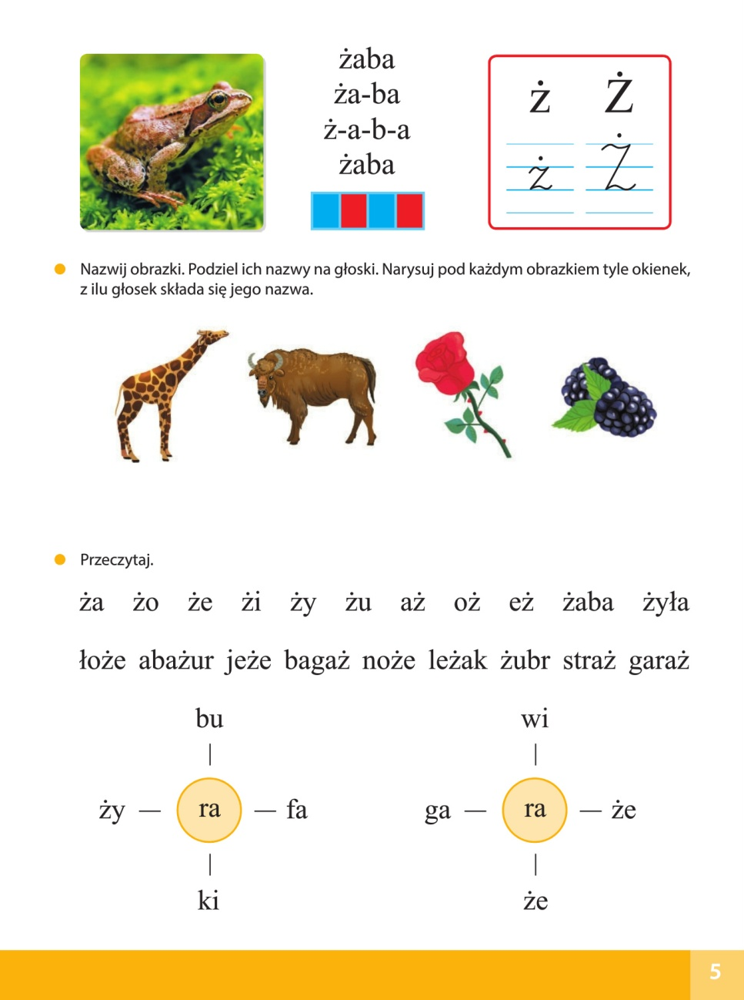 żaba
ża-ba
ż-a-b-a
żaba
ż Ż
ż Ż
Nazwij obrazki. Podziel ich nazwy na głoski. Narysuj pod każdym obrazkiem tyle okienek,
z ilu głosek składa się jego nazwa.
Przeczytaj.
ża żo że żi ży żu aż oż eż żaba żyła
łoże abażur jeże bagaż noże leżak żubr straż garaż
bu
ży — ra — fa
ki
wi
ga — ra — że
że
5